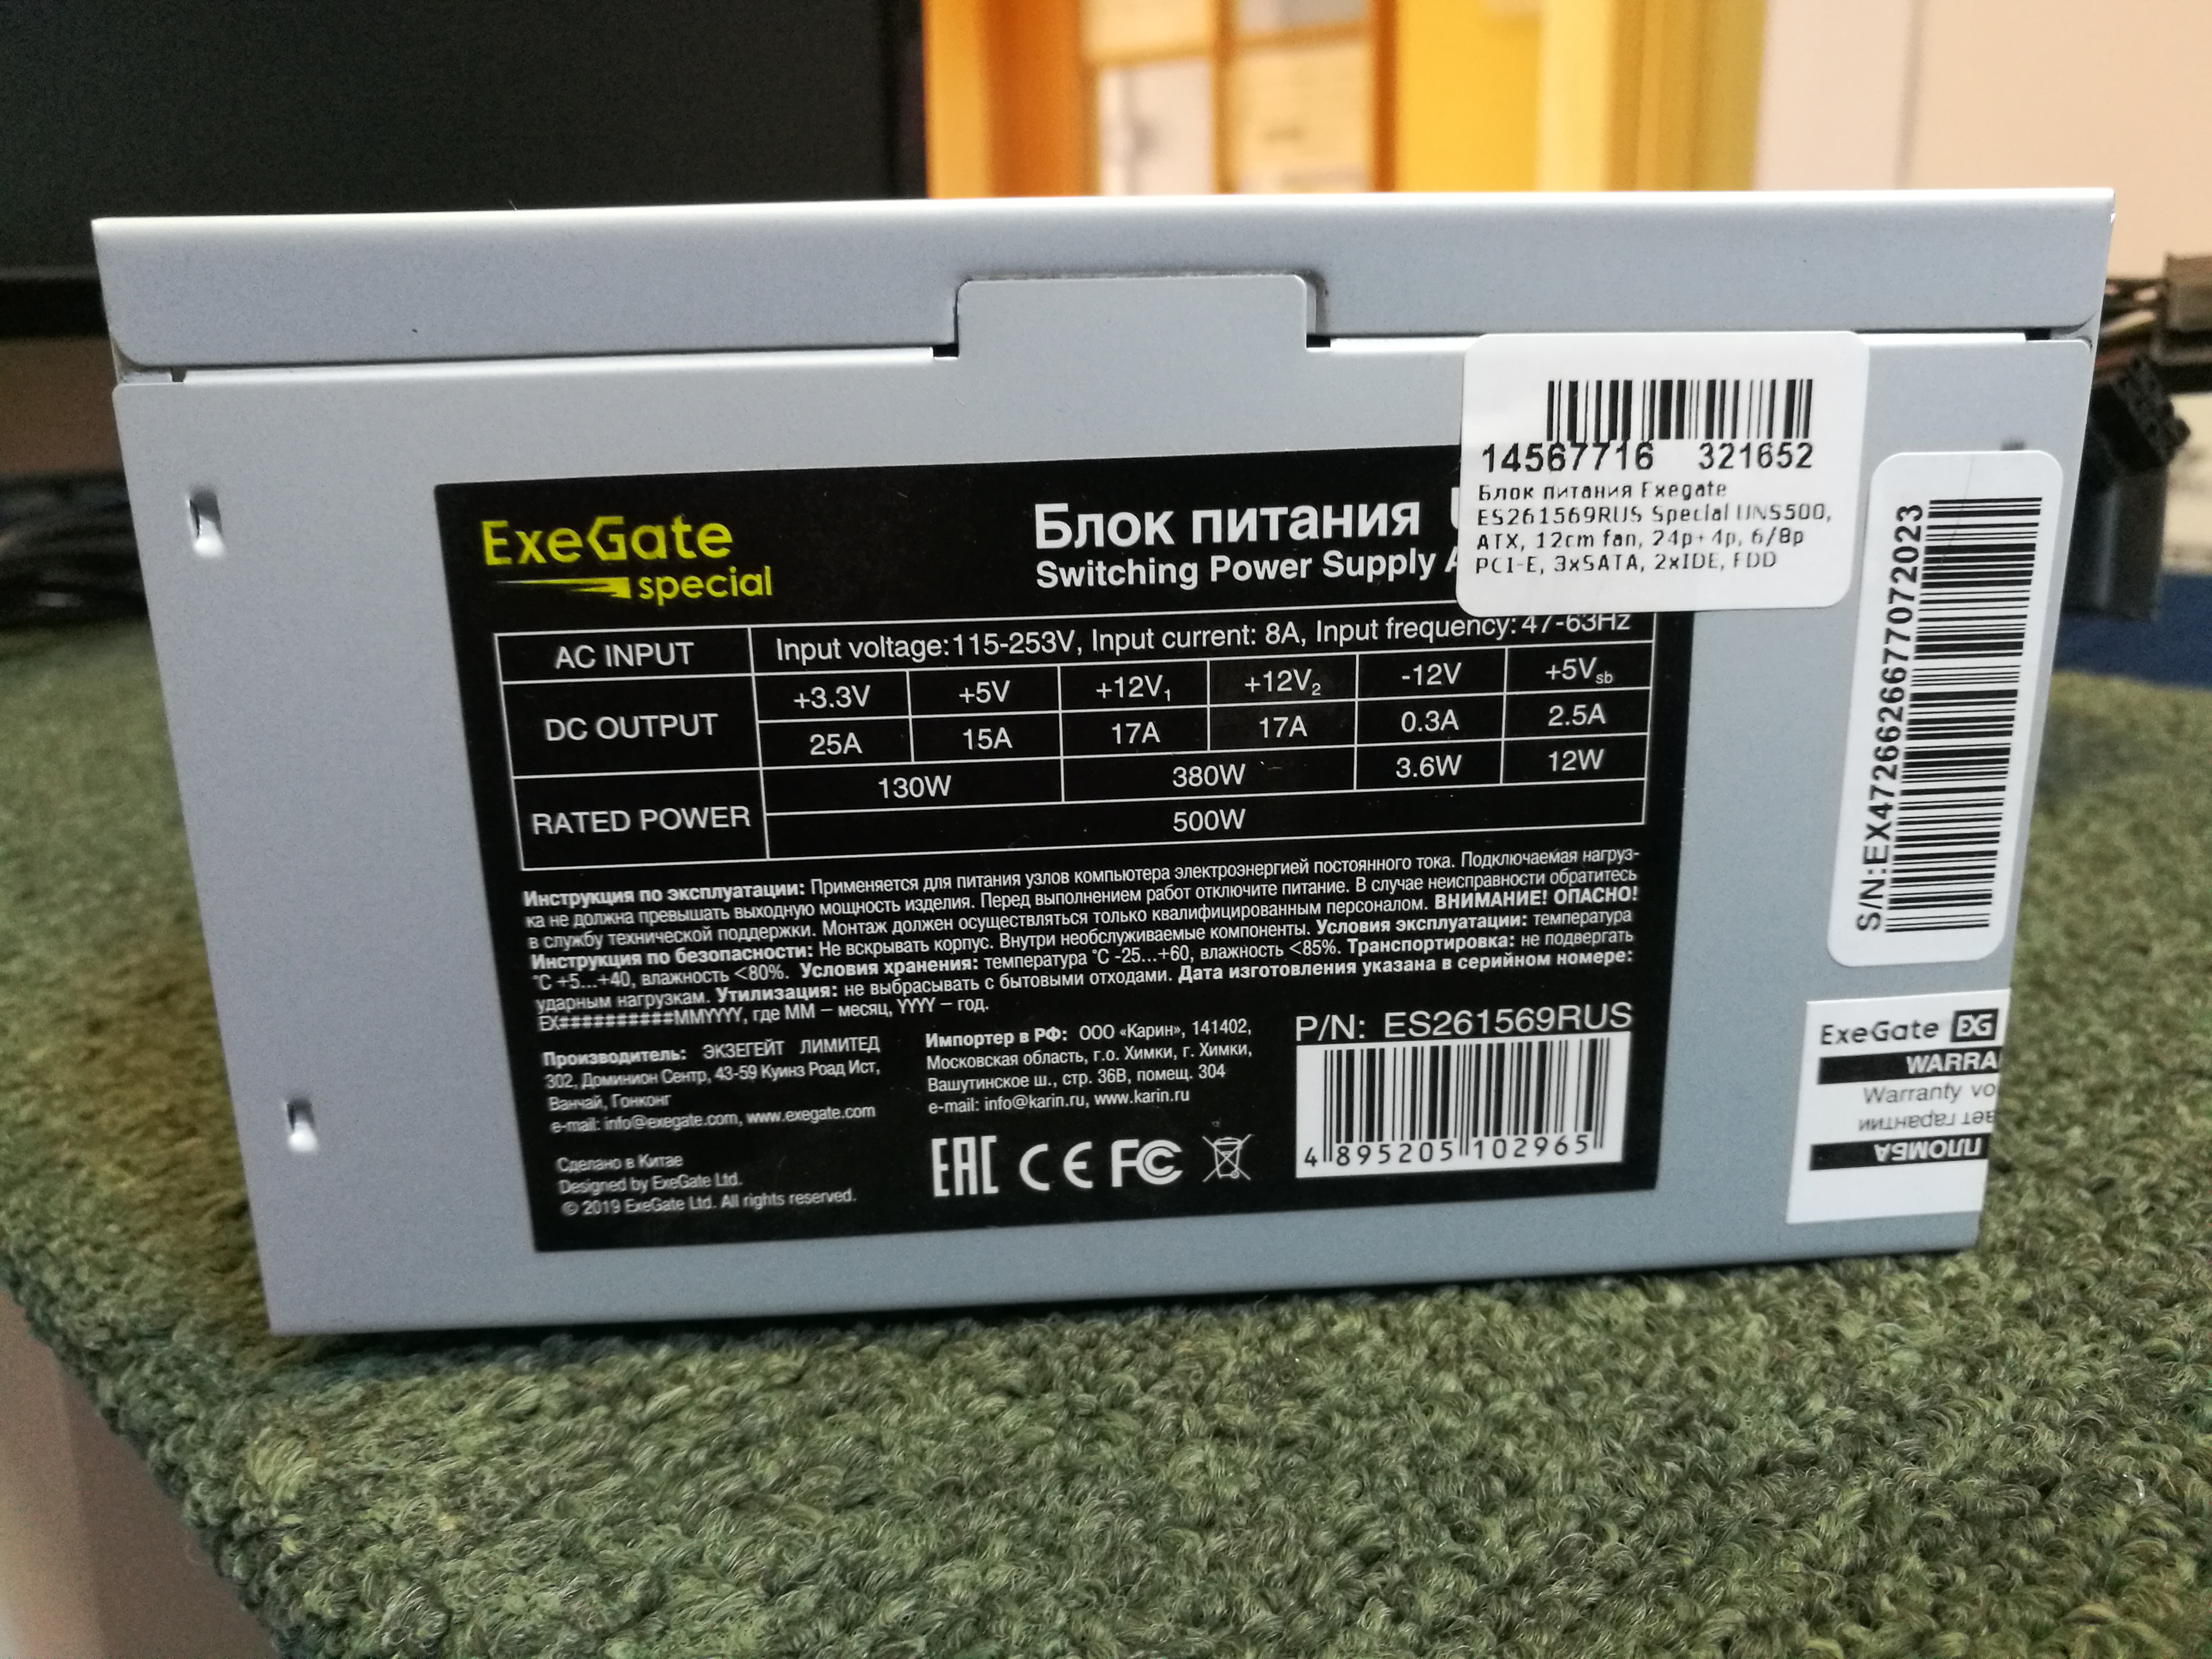 14567716 321652
Блок питания Exegate
ES261569RUS Special UNS500,
ATX, 12cm fan, 24p+4p, 6/8p
PCI-E, 3xSATA, 2xIDE, FDD
ExeGate
special
Блок питания
Switching Power Supply
AC INPUT
Input voltage:115-253V, Input current: 8A, Input frequency: 47-63Hz
DC OUTPUT
+3.3V +5V +12V1 +12V2 -12V +5Vsb
25A 15A 17A 17A 0.3A 2.5A
RATED POWER
130W 380W 3.6W 12W
500W
Инструкция по эксплуатации: Применяется для питания узлов компьютера электроэнергией постоянного тока. Подключаемая нагруз-
ка не должна превышать выходную мощность изделия. Перед выполнением работ отключите питание. В случае неисправности обратитесь
в службу технической поддержки. Монтаж должен осуществляться только квалифицированным персоналом. ВНИМАНИЕ! ОПАСНО!
Инструкция по безопасности: Не вскрывать корпус. Внутри необслуживаемые компоненты. Условия эксплуатации: температура
°C +5...+40, влажность <80%. Условия хранения: температура °C -25...+60, влажность <85%. Транспортировка: не подвергать
ударным нагрузкам. Утилизация: не выбрасывать с бытовыми отходами. Дата изготовления указана в серийном номере:
EX##########MMYYYY, где MM – месяц, YYYY – год.
Производитель: ЭКЗЕГЕЙТ ЛИМИТЕД
302, Доминион Сентр, 43-59 Куинз Роад Ист,
Ванчай, Гонконг
e-mail: info@exegate.com, www.exegate.com
Сделано в Китае
Designed by ExeGate Ltd.
© 2019 ExeGate Ltd. All rights reserved.
Импортер в РФ: ООО «Карин», 141402,
Московская область, г.о. Химки, г. Химки,
Вашутинское ш., стр. 36В, помещ. 304
e-mail: info@karin.ru, www.karin.ru
EAC CE FC
P/N: ES261569RUS
4 895205 102965
S/N:EX4726626677072023
ExeGate EG
WARRA
Warranty vo
ает гарантии
ПЛОМБА